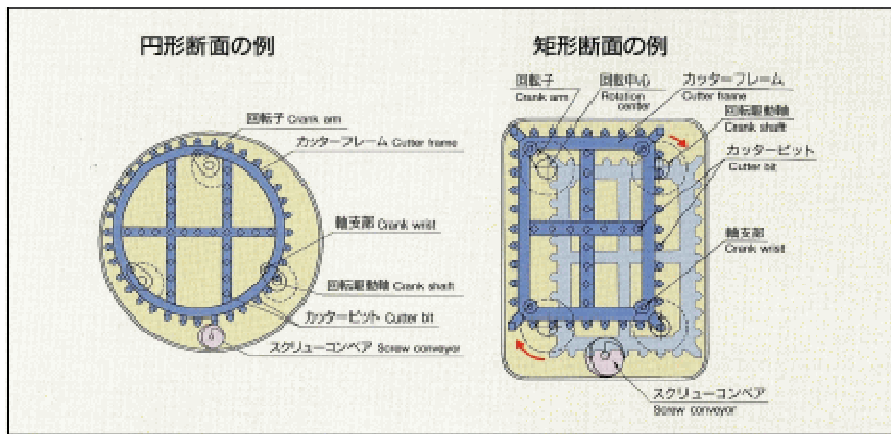 円形断面の例
回転子 Crank arm
カッターフレーム Cutter frame
軸支部 Crank wrist
回転駆動軸 Crank shaft
カッタービット Cutter bit
スクリューコンベア Screw conveyor
矩形断面の例
回転子
Crank arm
回転中心
Rotation
center
カッターフレーム
Cutter frame
回転駆動軸
Crank shaft
カッタービット
Cutter bit
軸支部
Crank wrist
スクリューコンベア
Screw conveyor